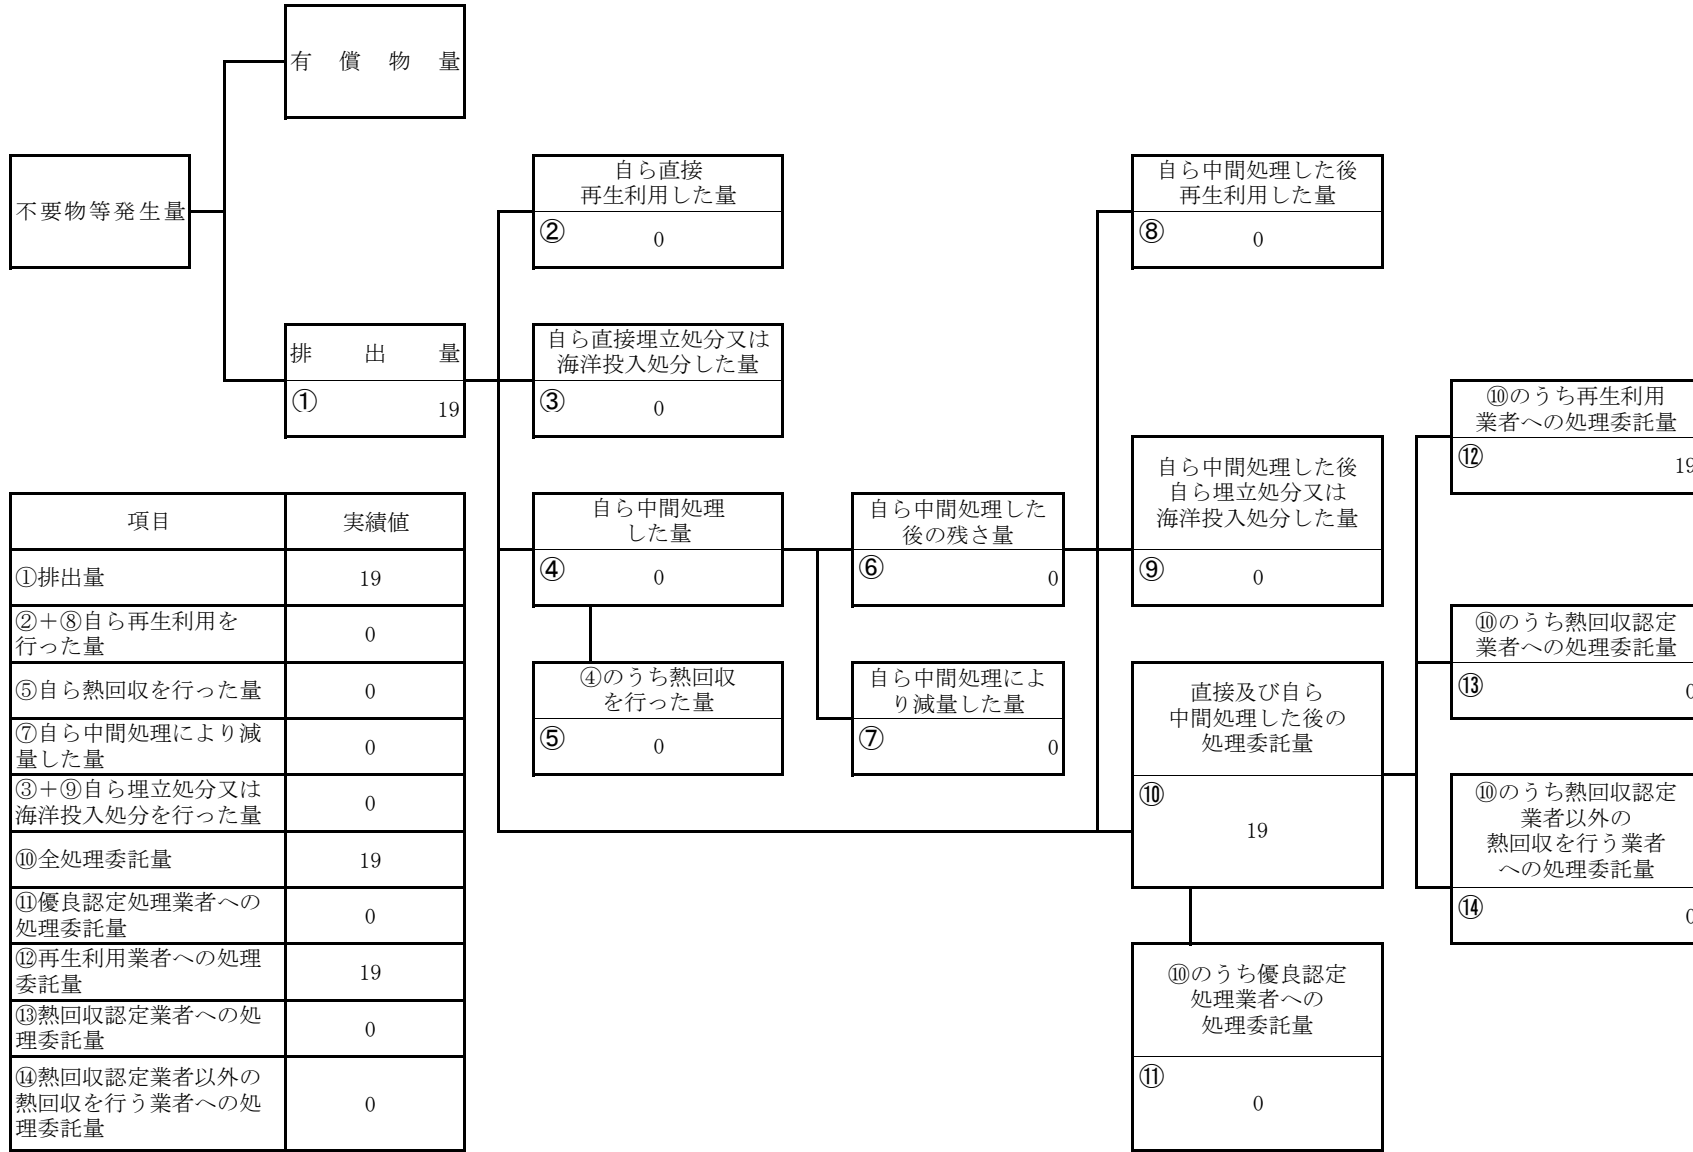 有償物量
不要物等発生量
排出量
① 19
自ら直接
再生利用した量
② 0
自ら直接埋立処分又は
海洋投入処分した量
③ 0
自ら中間処理
した量
④ 0
④のうち熱回収
を行った量
⑤ 0
自ら中間処理した
後の残さ量
⑥ 0
自ら中間処理によ
り減量した量
⑦ 0
自ら中間処理した後
再生利用した量
⑧ 0
自ら中間処理した後
自ら埋立処分又は
海洋投入処分した量
⑨ 0
直接及び自ら
中間処理した後の
処理委託量
⑩
19
⑩のうち優良認定
処理業者への
処理委託量
⑪
0
⑩のうち再生利用
業者への処理委託量
⑫ 19
⑩のうち熱回収認定
業者への処理委託量
⑬ 0
⑩のうち熱回収認定
業者以外の
熱回収を行う業者
への処理委託量
⑭ 0
項目 実績値
①排出量 19
②＋⑧自ら再生利用を
行った量 0
⑤自ら熱回収を行った量 0
⑦自ら中間処理により減
量した量 0
③＋⑨自ら埋立処分又は
海洋投入処分を行った量 0
⑩全処理委託量 19
⑪優良認定処理業者への
処理委託量 0
⑫再生利用業者への処理
委託量 19
⑬熱回収認定業者への処
理委託量 0
⑭熱回収認定業者以外の
熱回収を行う業者への処
理委託量 0